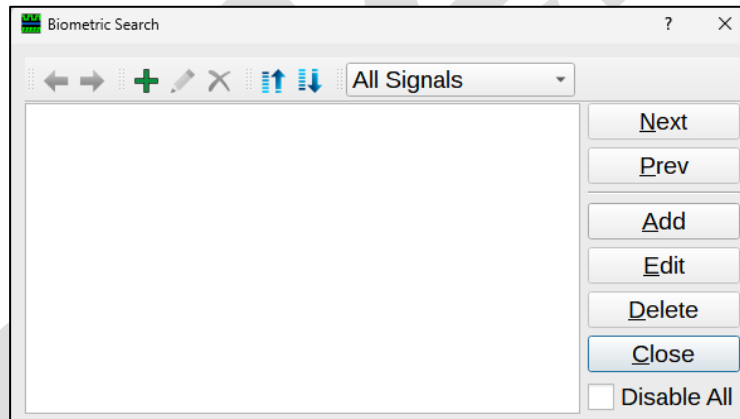 Biometric Search
?
All Signals
Next
Prev
Add
Edit
Delete
Close
Disable All